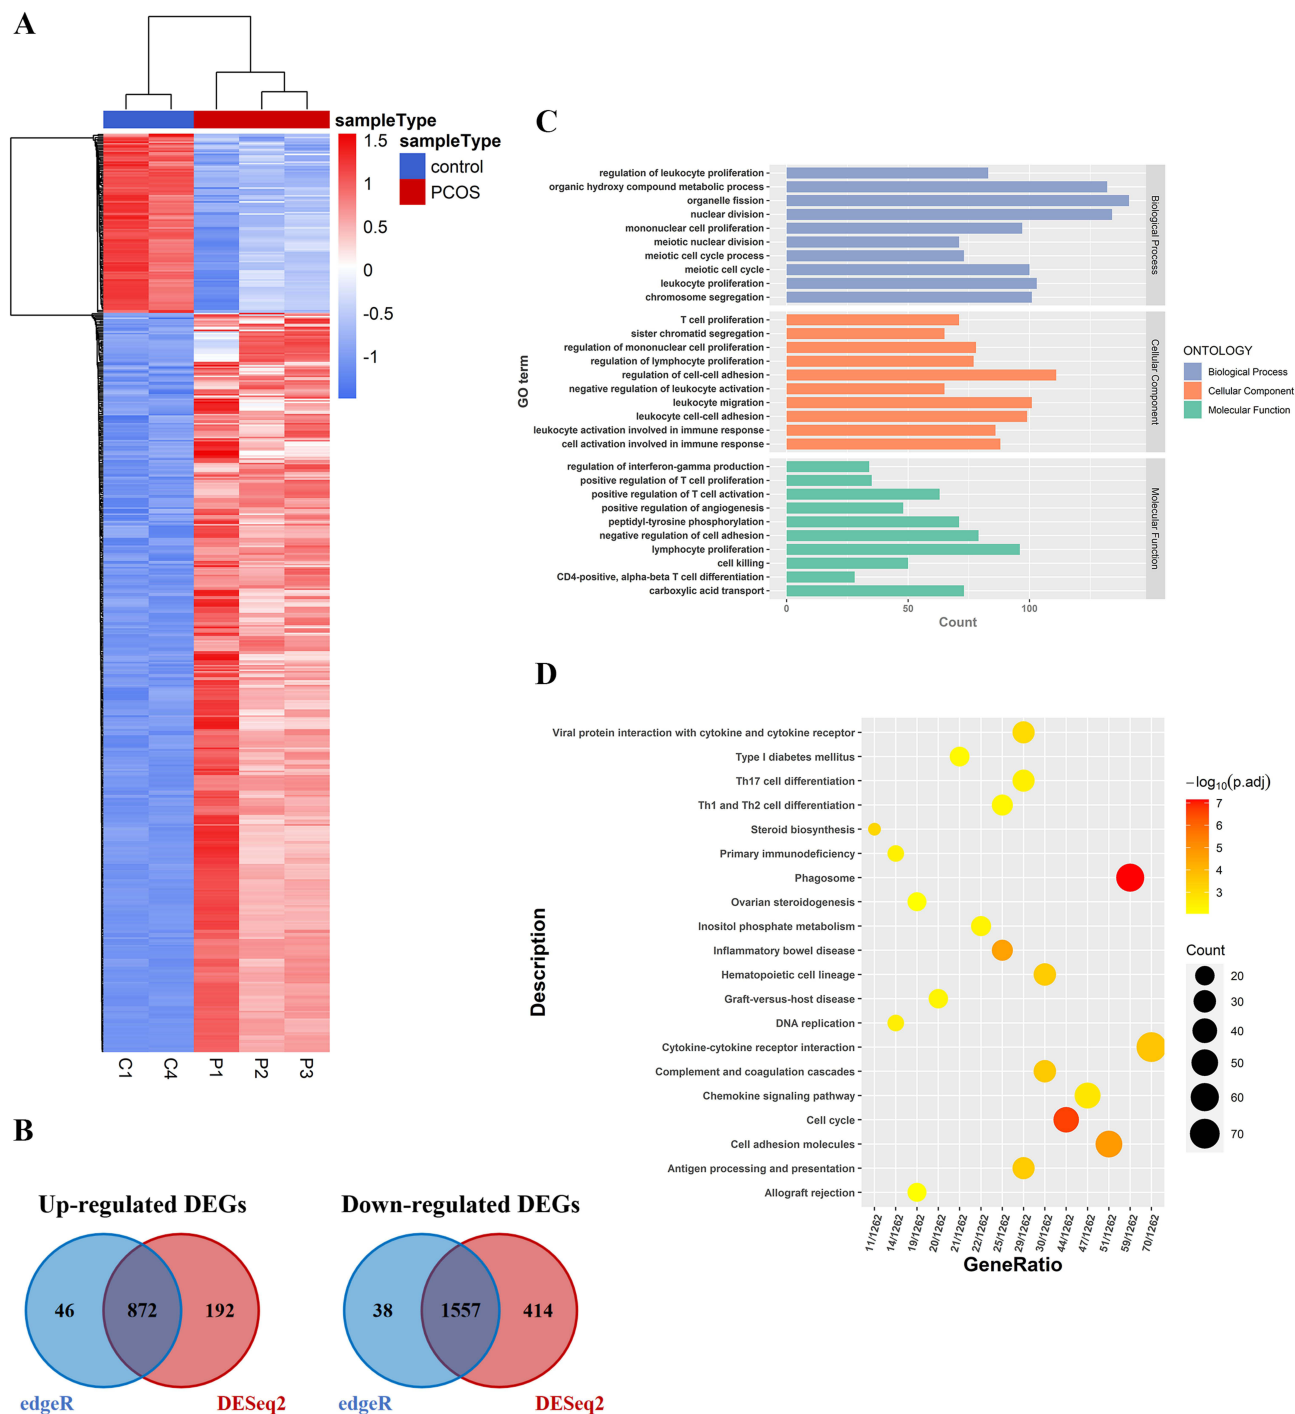 A
sampleType
1.5
1
0.5
0
-0.5
-1
sampleType
control
PCOS
C1
C4
P1
P2
P3
B
Up-regulated DEGs
46
872
192
edgeR
DESeq2
Down-regulated DEGs
38
1557
414
edgeR
DESeq2
C
GO term
regulation of leukocyte proliferation
organic hydroxy compound metabolic process
organelle fission
nuclear division
mononuclear cell proliferation
meiotic nuclear division
meiotic cell cycle process
meiotic cell cycle
leukocyte proliferation
chromosome segregation
Biological Process
T cell proliferation
sister chromatid segregation
regulation of mononuclear cell proliferation
regulation of lymphocyte proliferation
regulation of cell-cell adhesion
negative regulation of leukocyte activation
leukocyte migration
leukocyte cell-cell adhesion
leukocyte activation involved in immune response
cell activation involved in immune response
Cellular Component
regulation of interferon-gamma production
positive regulation of T cell proliferation
positive regulation of T cell activation
positive regulation of angiogenesis
peptidyl-tyrosine phosphorylation
negative regulation of cell adhesion
lymphocyte proliferation
cell killing
CD4-positive, alpha-beta T cell differentiation
carboxylic acid transport
Molecular Function
0
50
100
Count
ONTOLOGY
Biological Process
Cellular Component
Molecular Function
D
Description
Viral protein interaction with cytokine and cytokine receptor
Type I diabetes mellitus
Th17 cell differentiation
Th1 and Th2 cell differentiation
Steroid biosynthesis
Primary immunodeficiency
Phagosome
Ovarian steroidogenesis
Inositol phosphate metabolism
Inflammatory bowel disease
Hematopoietic cell lineage
Graft-versus-host disease
DNA replication
Cytokine-cytokine receptor interaction
Complement and coagulation cascades
Chemokine signaling pathway
Cell cycle
Cell adhesion molecules
Antigen processing and presentation
Allograft rejection
11/1262
14/1262
19/1262
20/1262
21/1262
22/1262
25/1262
29/1262
30/1262
44/1262
47/1262
51/1262
59/1262
70/1262
GeneRatio
−log10(p.adj)
7
6
5
4
3
Count
20
30
40
50
60
70